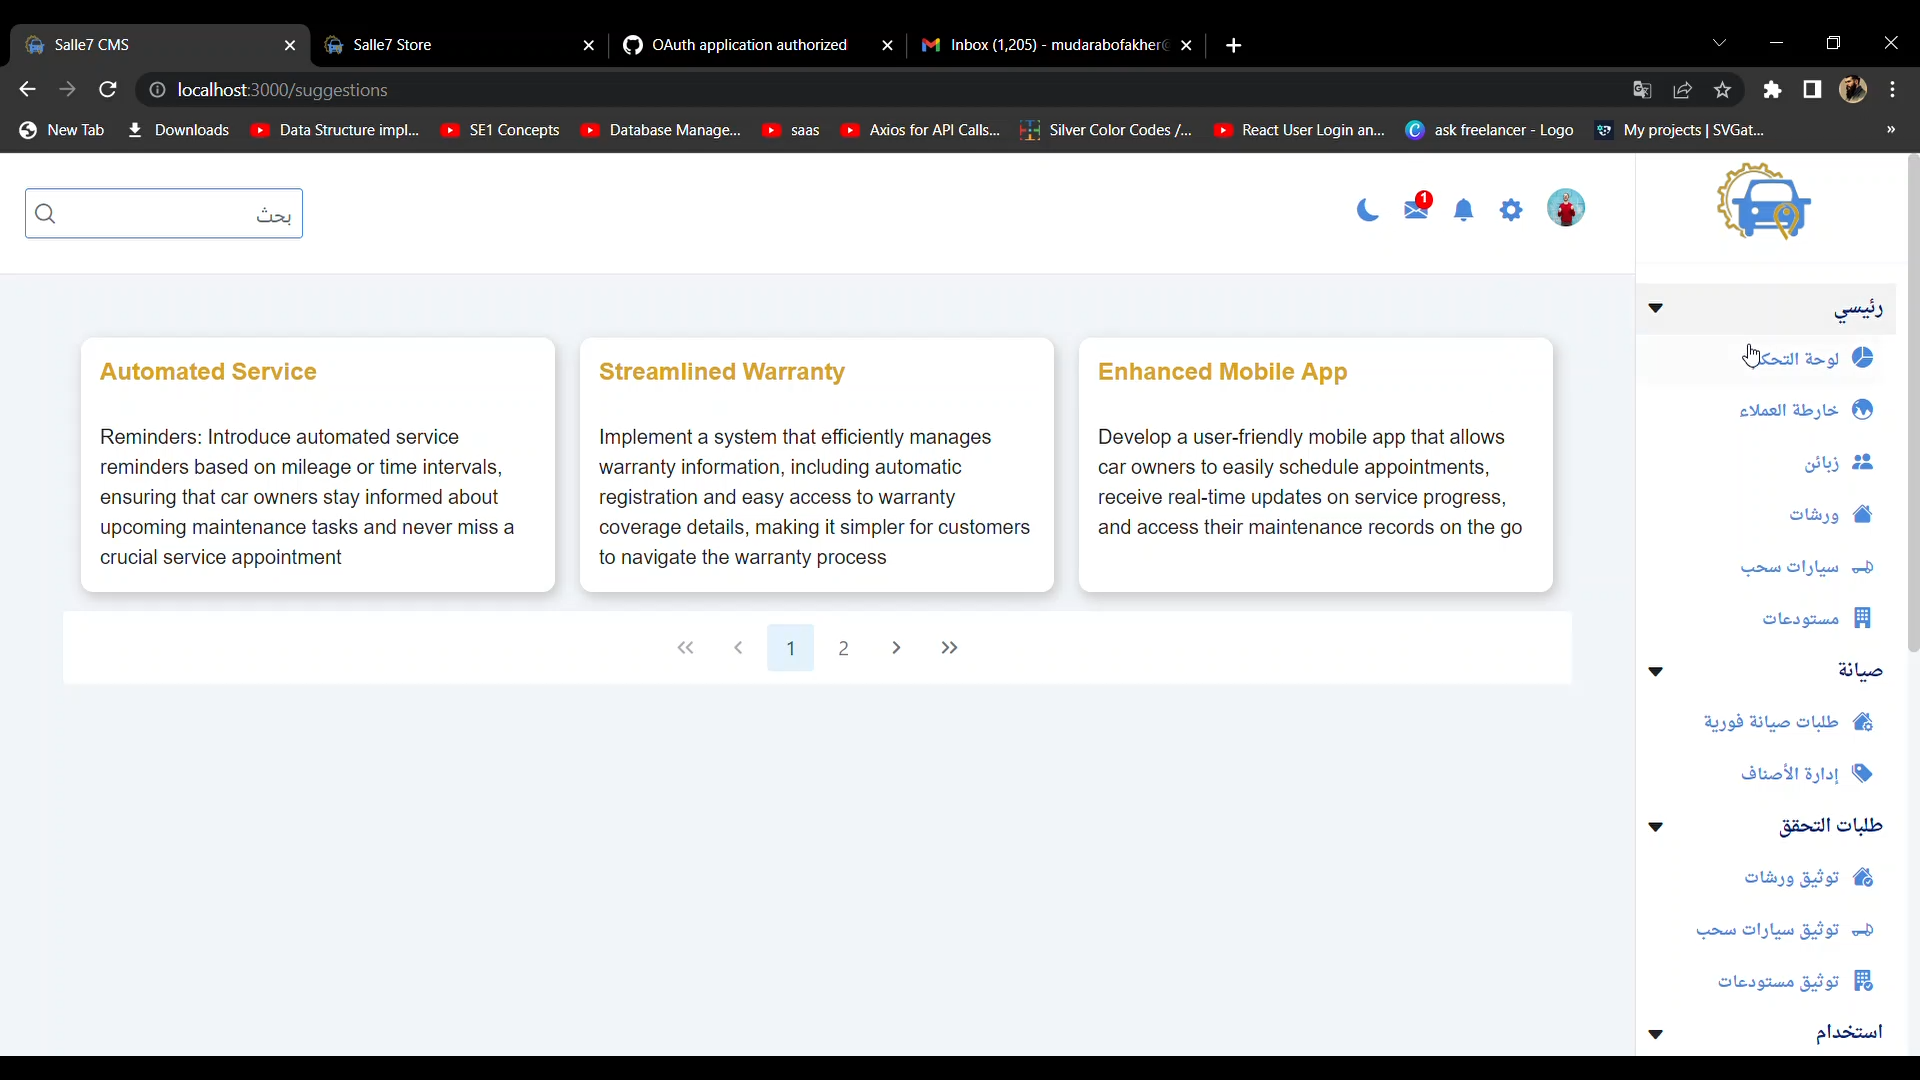 Salle7 CMS
Salle7 Store
OAuth application authorized
Inbox (1,205) - mudarabofakher
localhost:3000/suggestions
New Tab
Downloads
Data Structure impl...
SE1 Concepts
Database Manage...
saas
Axios for API Calls...
Silver Color Codes /...
React User Login an...
ask freelancer - Logo
My projects | SVGat...
»
بحث
1
Automated Service
Reminders: Introduce automated service
reminders based on mileage or time intervals,
ensuring that car owners stay informed about
upcoming maintenance tasks and never miss a
crucial service appointment
Streamlined Warranty
Implement a system that efficiently manages
warranty information, including automatic
registration and easy access to warranty
coverage details, making it simpler for customers
to navigate the warranty process
Enhanced Mobile App
Develop a user-friendly mobile app that allows
car owners to easily schedule appointments,
receive real-time updates on service progress,
and access their maintenance records on the go
1
2
رئيسي
لوحة
خارطة العملاء
زبائن
ورشات
سيارات سحب
مستودعات
صيانة
طلبات صيانة فورية
إدارة الأصناف
طلبات التحقق
توثيق ورشات
توثيق سيارات سحب
توثيق مستودعات
استخدام